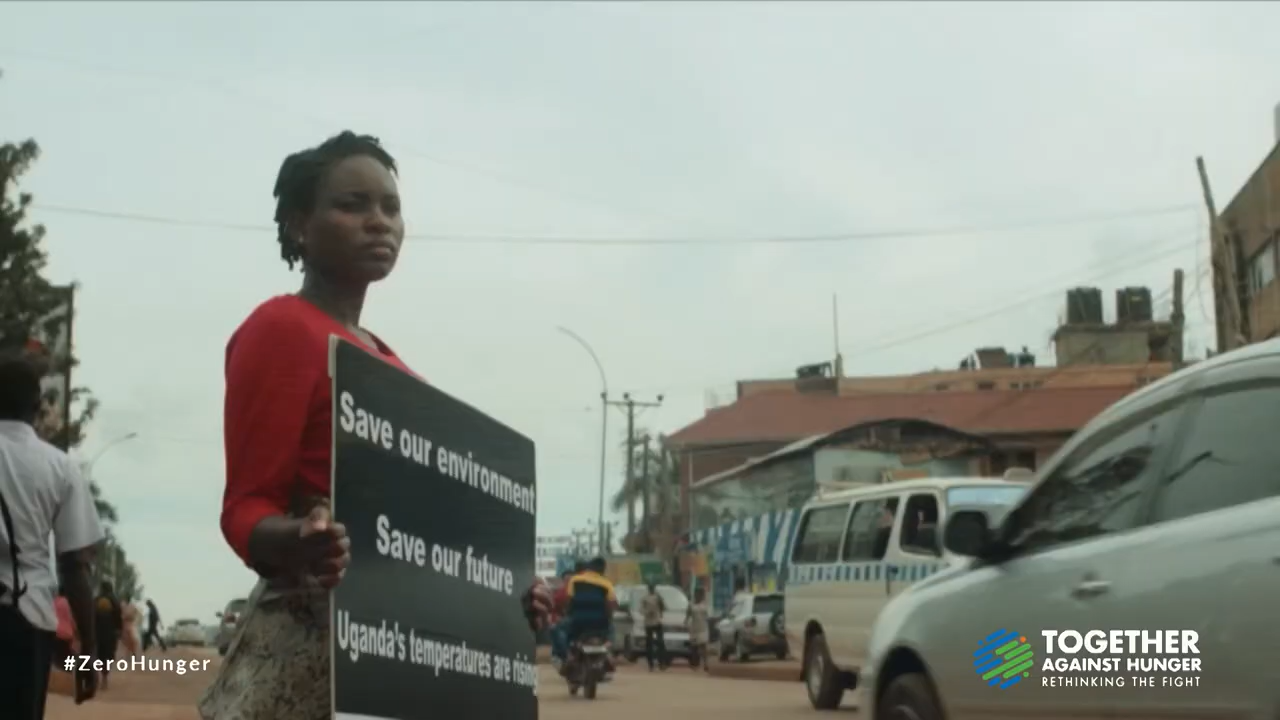 Save our environment
Save our future
Uganda's temperatures are rising
#ZeroHunger
TOGETHER
AGAINST HUNGER
RETHINKING THE FIGHT